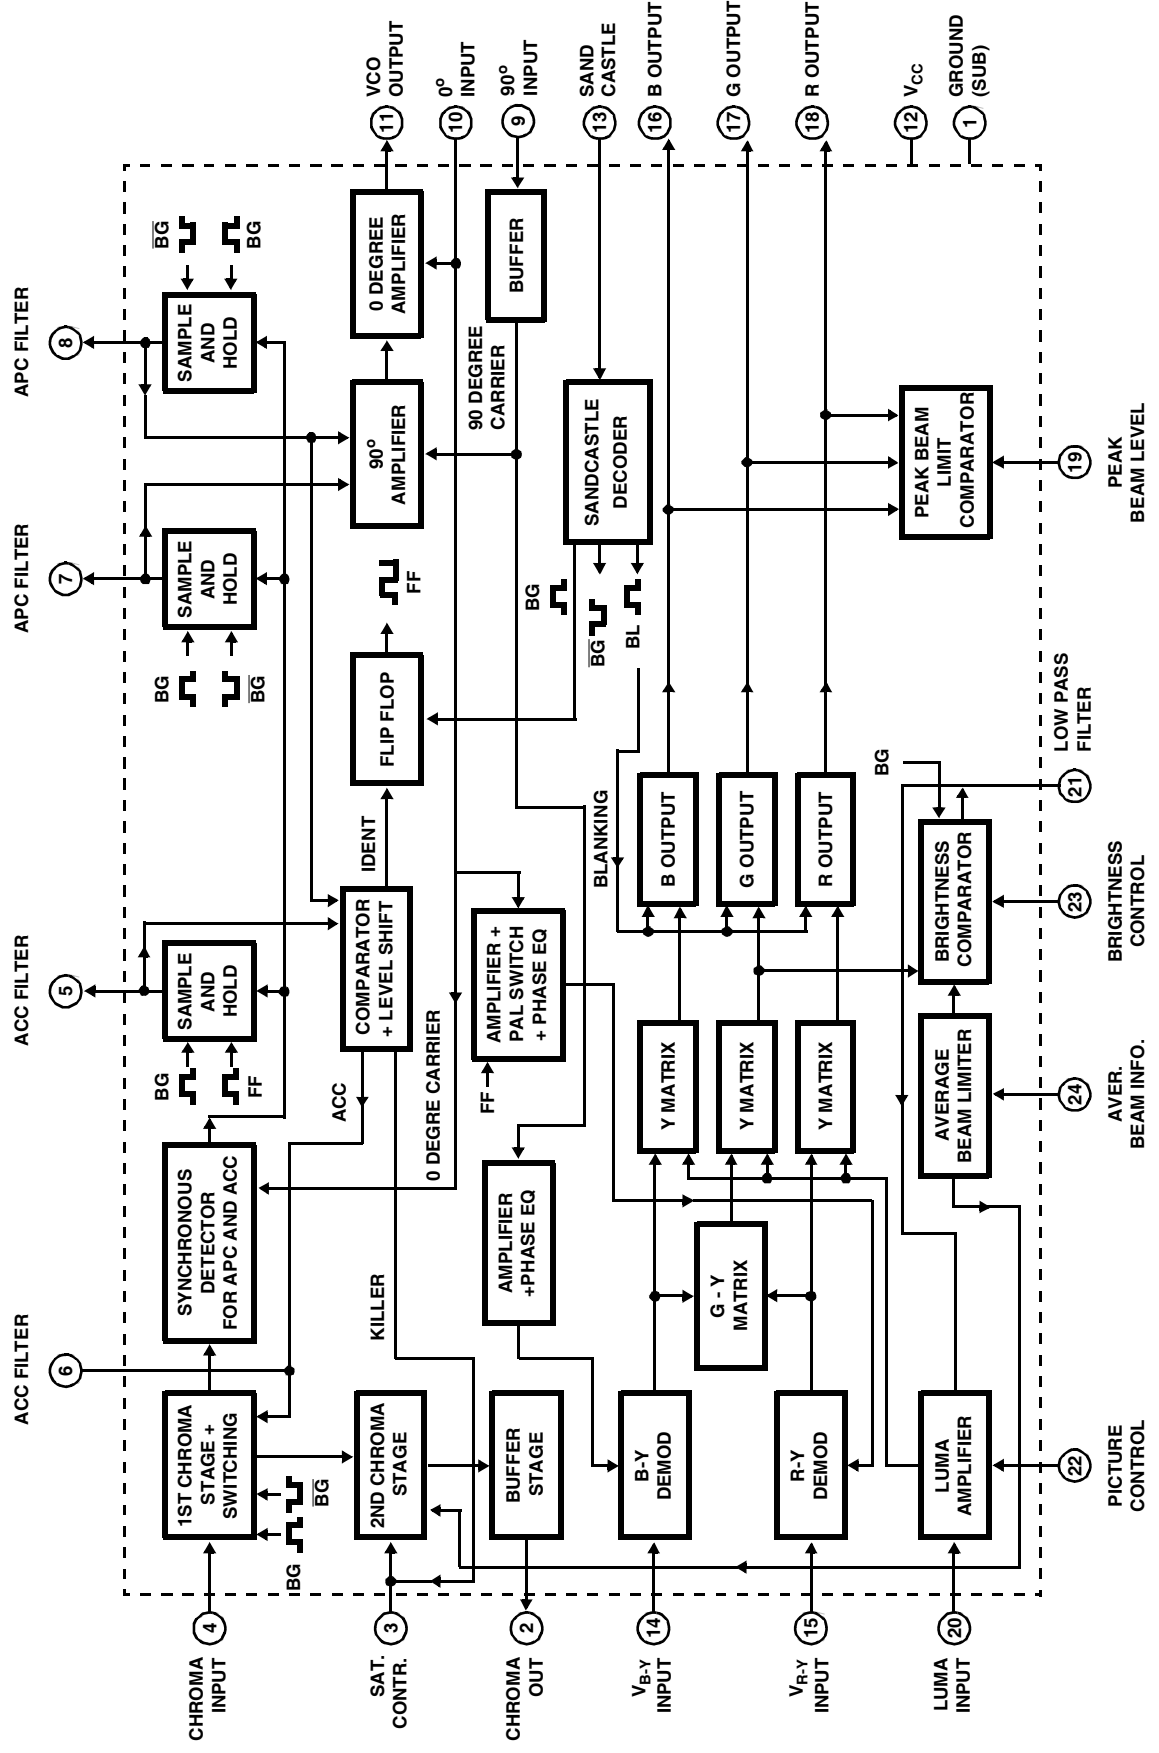 ACC FILTER
ACC FILTER
APC FILTER
APC FILTER
6
5
7
8
CHROMA
INPUT
4
1ST CHROMA
STAGE +
SWITCHING
BG
BG
SYNCHRONOUS
DETECTOR
FOR APC AND ACC
BG
FF
SAMPLE
AND
HOLD
BG
BG
SAMPLE
AND
HOLD
SAMPLE
AND
HOLD
BG
BG
SAT.
CONTR.
3
2ND CHROMA
STAGE
KILLER
ACC
COMPARATOR
+ LEVEL SHIFT
IDENT
FLIP FLOP
FF
90°
AMPLIFIER
0 DEGREE
AMPLIFIER
11
VCO
OUTPUT
0 DEGRE CARRIER
10
0°
INPUT
CHROMA
OUT
2
BUFFER
STAGE
AMPLIFIER
+PHASE EQ
FF
AMPLIFIER +
PAL SWITCH
+ PHASE EQ
90 DEGREE
CARRIER
BUFFER
9
90°
INPUT
BLANKING
BG
BG
BL
SANDCASTLE
DECODER
13
SAND
CASTLE
VB-Y
INPUT
14
B-Y
DEMOD
Y MATRIX
B OUTPUT
16
B OUTPUT
G - Y
MATRIX
Y MATRIX
G OUTPUT
17
G OUTPUT
VR-Y
INPUT
15
R-Y
DEMOD
Y MATRIX
R OUTPUT
18
R OUTPUT
LUMA
INPUT
20
LUMA
AMPLIFIER
AVERAGE
BEAM LIMITER
BRIGHTNESS
COMPARATOR
BG
PEAK BEAM
LIMIT
COMPARATOR
12
VCC
1
GROUND
(SUB)
22
24
23
21
19
PICTURE
CONTROL
AVER.
BEAM INFO.
BRIGHTNESS
CONTROL
LOW PASS
FILTER
PEAK
BEAM LEVEL